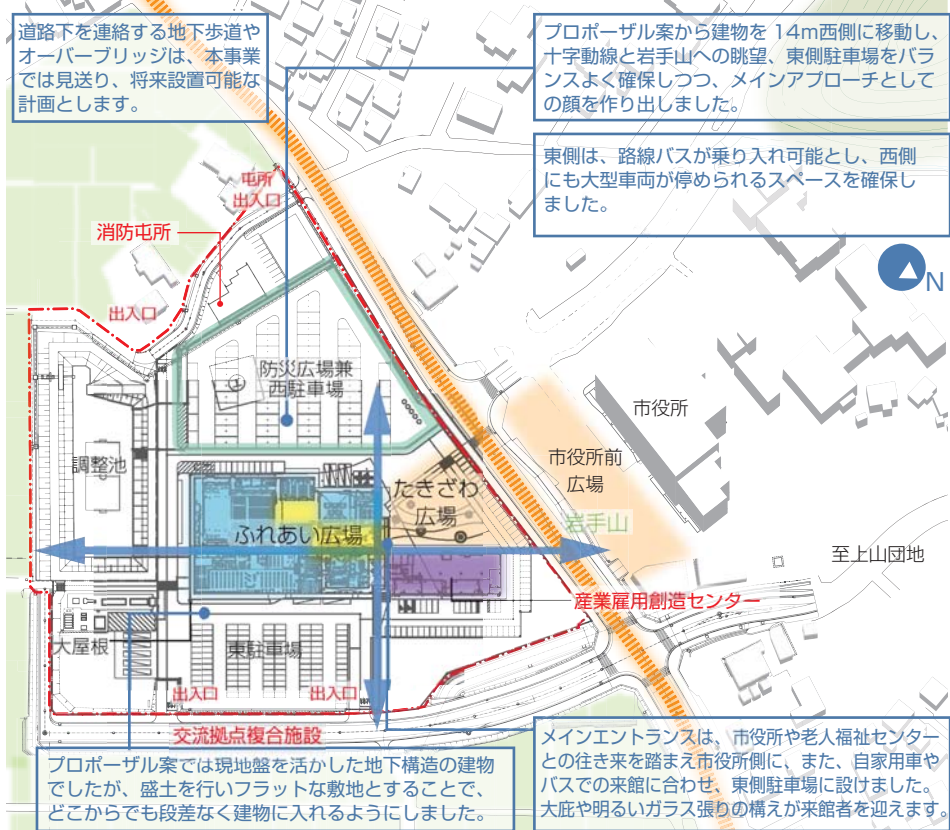 道路下を連絡する地下歩道や
オーバーブリッジは、本事業
では見送り、将来設置可能な
計画とします。
プロポーザル案から建物を 14m西側に移動し、
十字動線と岩手山への眺望、東側駐車場をバラ
ンスよく確保しつつ、メインアプローチとして
の顔を作り出しました。
東側は、路線バスが乗り入れ可能とし、西側
にも大型車両が停められるスペースを確保し
ました。
屯所
出入口
消防屯所
出入口
N
防災広場兼
西駐車場
市役所
市役所前
広場
調整池
たきざわ
広場
ふれあい広場
岩手山
至上山団地
産業雇用創造センター
大屋根
東駐車場
出入口
出入口
交流拠点複合施設
プロポーザル案では現地盤を活かした地下構造の建物
でしたが、盛土を行いフラットな敷地とすることで、
どこからでも段差なく建物に入れるようにしました。
メインエントランスは、市役所や老人福祉センター
との往き来を踏まえ市役所側に、また、自家用車や
バスでの来館に合わせ、東側駐車場に設けました。
大庇や明るいガラス張りの構えが来館者を迎えます。